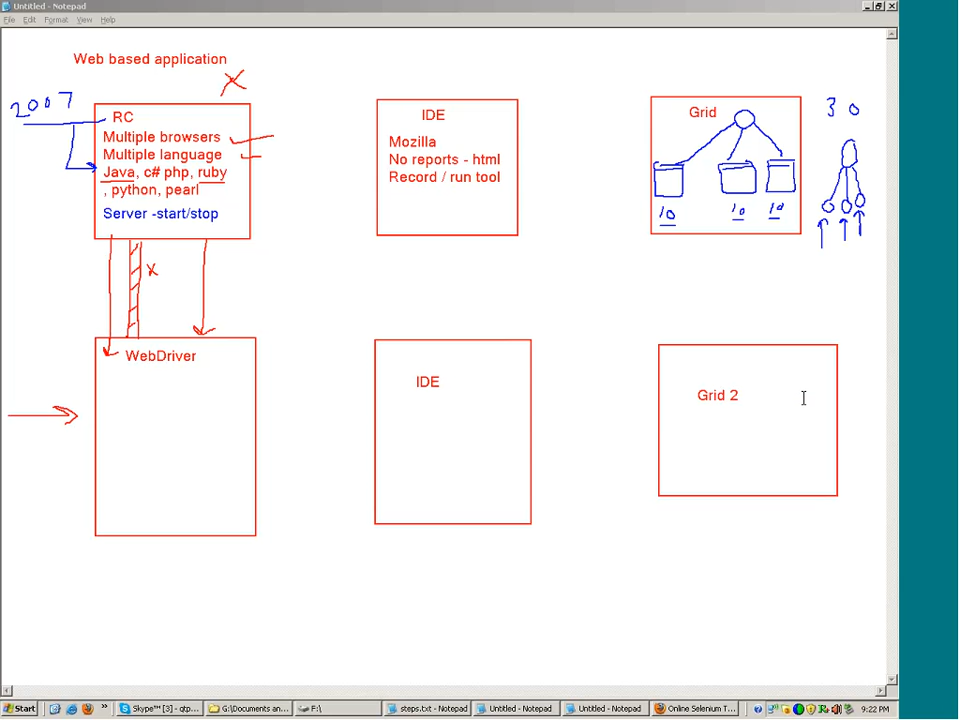 Untitled - Notepad
File Edit Format View Help
Web based application
X
2007
RC
Multiple browsers
Multiple language
Java, c# php, ruby
, python, pearl
Server -start/stop
x
IDE
Mozilla
No reports - html
Record / run tool
Grid
10 10 10
30
WebDriver
IDE
Grid 2
Start
Skype™ [3] - qtp...
G:\Documents an...
F:\
steps.txt - Notepad
Untitled - Notepad
Untitled - Notepad
Online Selenium T...
9:22 PM